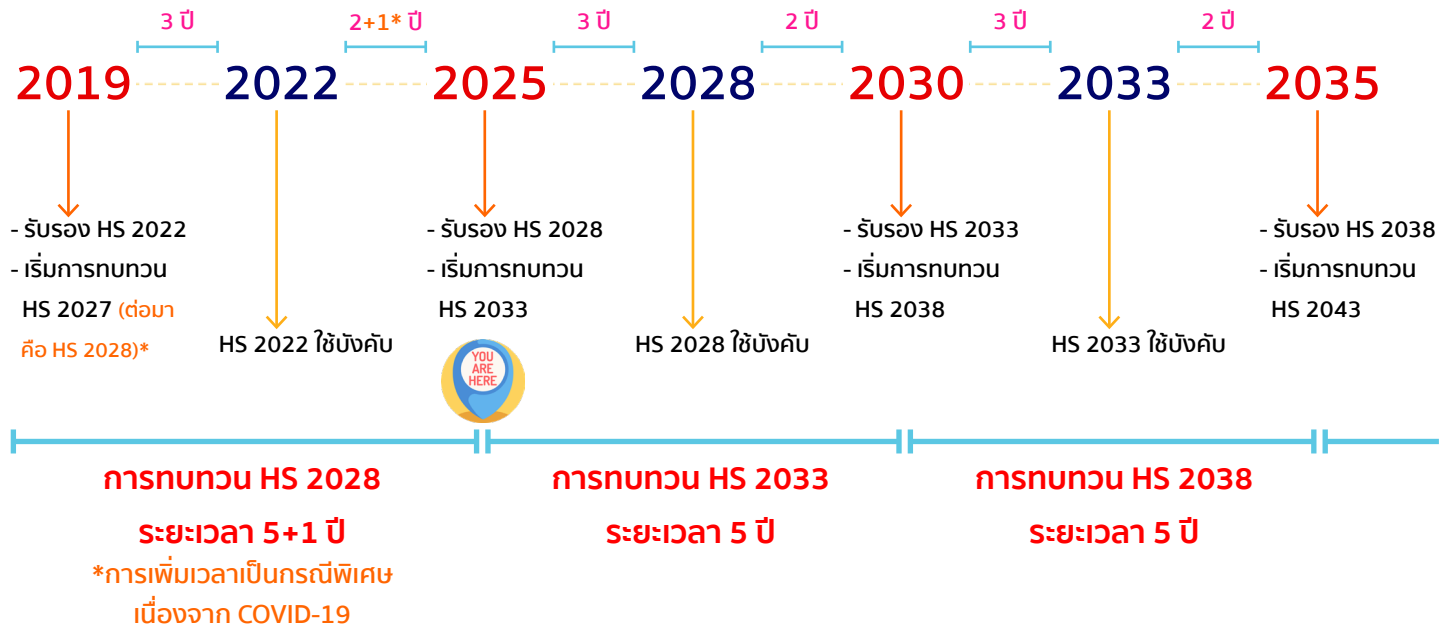 3 ปี
2+1* ปี
3 ปี
2 ปี
3 ปี
2 ปี
2019
2022
2025
2028
2030
2033
2035
- รับรอง HS 2022
- เริ่มการทบทวน
HS 2027 (ต่อมา
คือ HS 2028)*
HS 2022 ใช้บังคับ
- รับรอง HS 2028
- เริ่มการทบทวน
HS 2033
YOU
ARE
HERE
HS 2028 ใช้บังคับ
- รับรอง HS 2033
- เริ่มการทบทวน
HS 2038
HS 2033 ใช้บังคับ
- รับรอง HS 2038
- เริ่มการทบทวน
HS 2043
การทบทวน HS 2028
ระยะเวลา 5+1 ปี
*การเพิ่มเวลาเป็นกรณีพิเศษ
เนื่องจาก COVID-19
การทบทวน HS 2033
ระยะเวลา 5 ปี
การทบทวน HS 2038
ระยะเวลา 5 ปี